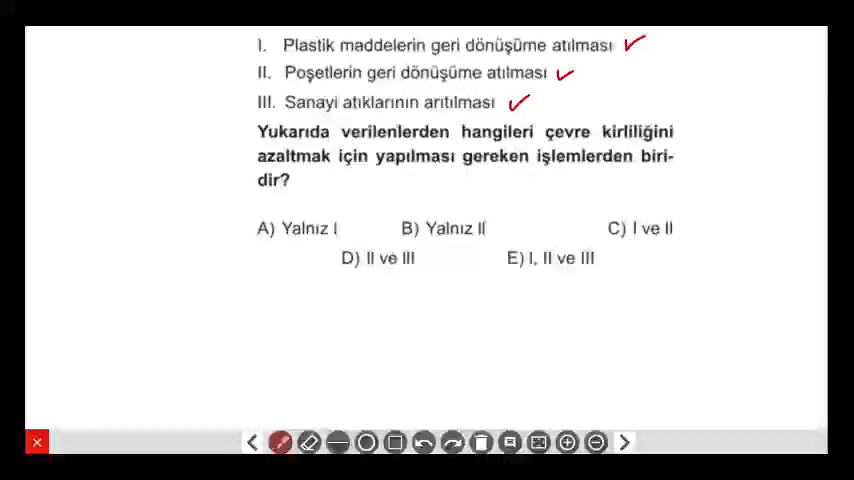 I. Plastik maddelerin geri dönüşüme atılması
II. Poşetlerin geri dönüşüme atılması
III. Sanayi atıklarının arıtılması
Yukarıda verilenlerden hangileri çevre kirliliğini
azaltmak için yapılması gereken işlemlerden biri-
dir?
A) Yalnız I B) Yalnız II C) I ve II
D) II ve III E) I, II ve III